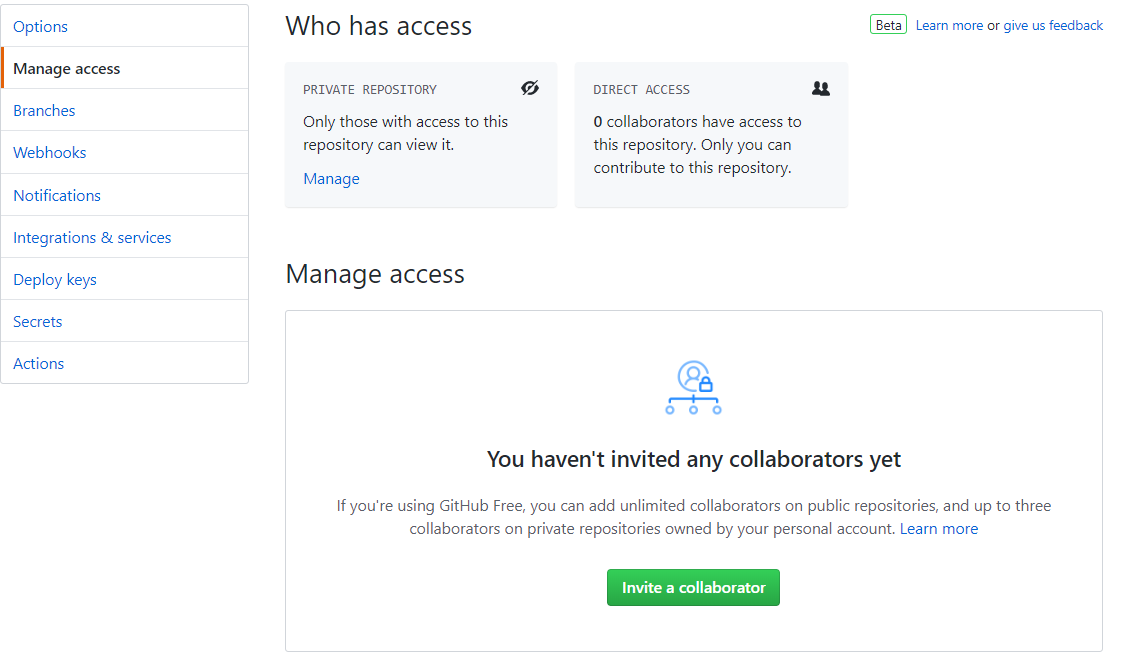 Options
Manage access
Branches
Webhooks
Notifications
Integrations & services
Deploy keys
Secrets
Actions
Who has access
Beta Learn more or give us feedback
PRIVATE REPOSITORY
Only those with access to this
repository can view it.
Manage
DIRECT ACCESS
0 collaborators have access to
this repository. Only you can
contribute to this repository.
Manage access
You haven't invited any collaborators yet
If you're using GitHub Free, you can add unlimited collaborators on public repositories, and up to three
collaborators on private repositories owned by your personal account. Learn more
Invite a collaborator